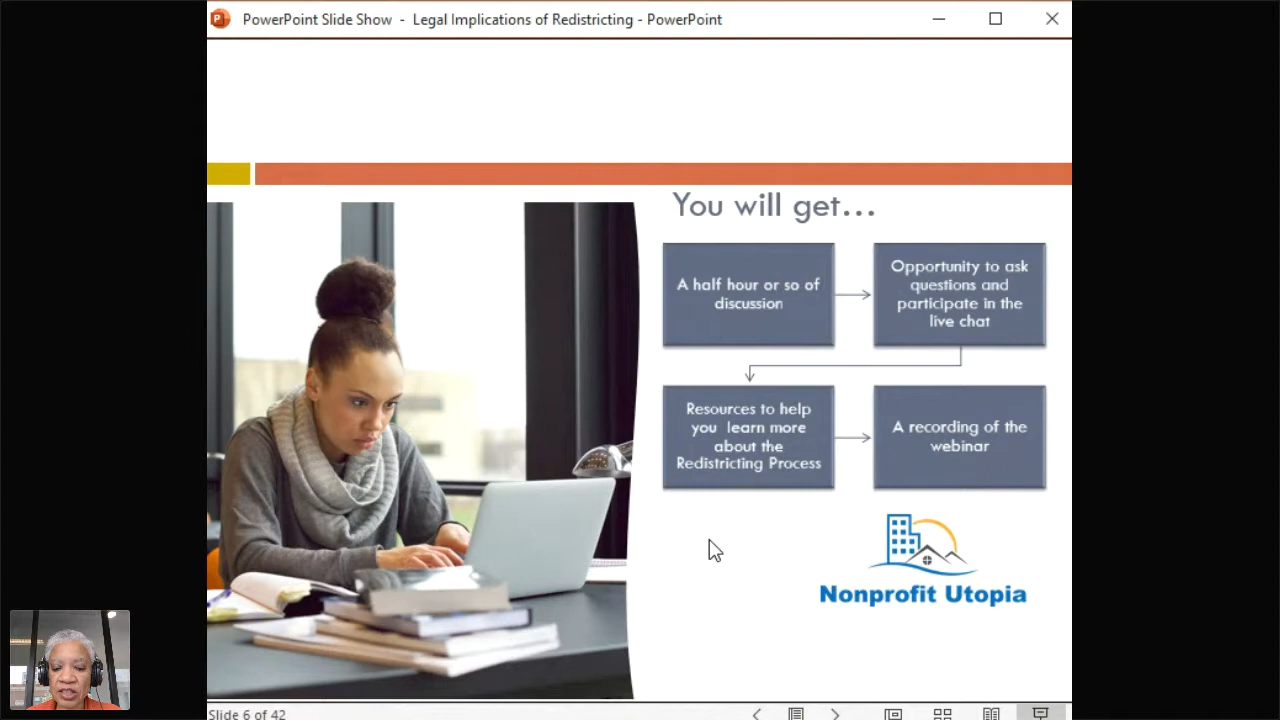 PowerPoint Slide Show - Legal Implications of Redistricting - PowerPoint
You will get...
A half hour or so of
discussion
Opportunity to ask
questions and
participate in the
live chat
Resources to help
you learn more
about the
Redistricting Process
A recording of the
webinar
Nonprofit Utopia
Slide 6 of 42